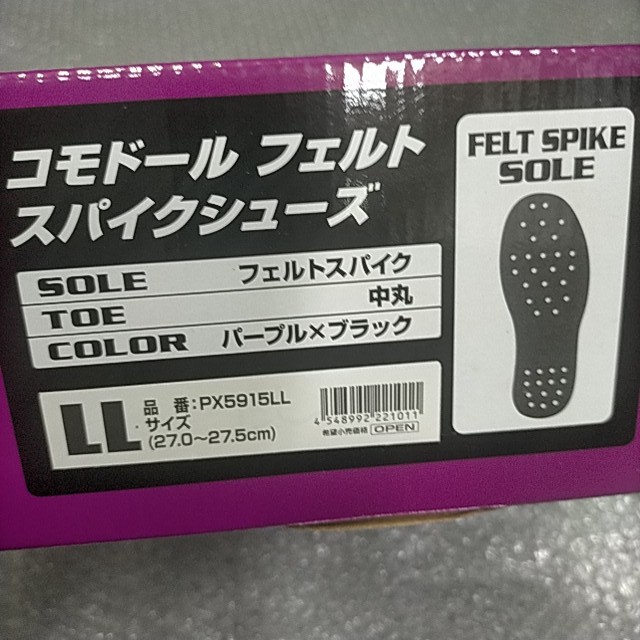 コモドール フェルト
スパイクシューズ
SOLE フェルトスパイク
TOE 中丸
COLOR パープル×ブラック
LL 品 番:PX5915LL
・サイズ
(27.0～27.5cm)
4 548992 221011
希望小売価格 OPEN
FELT SPIKE
SOLE